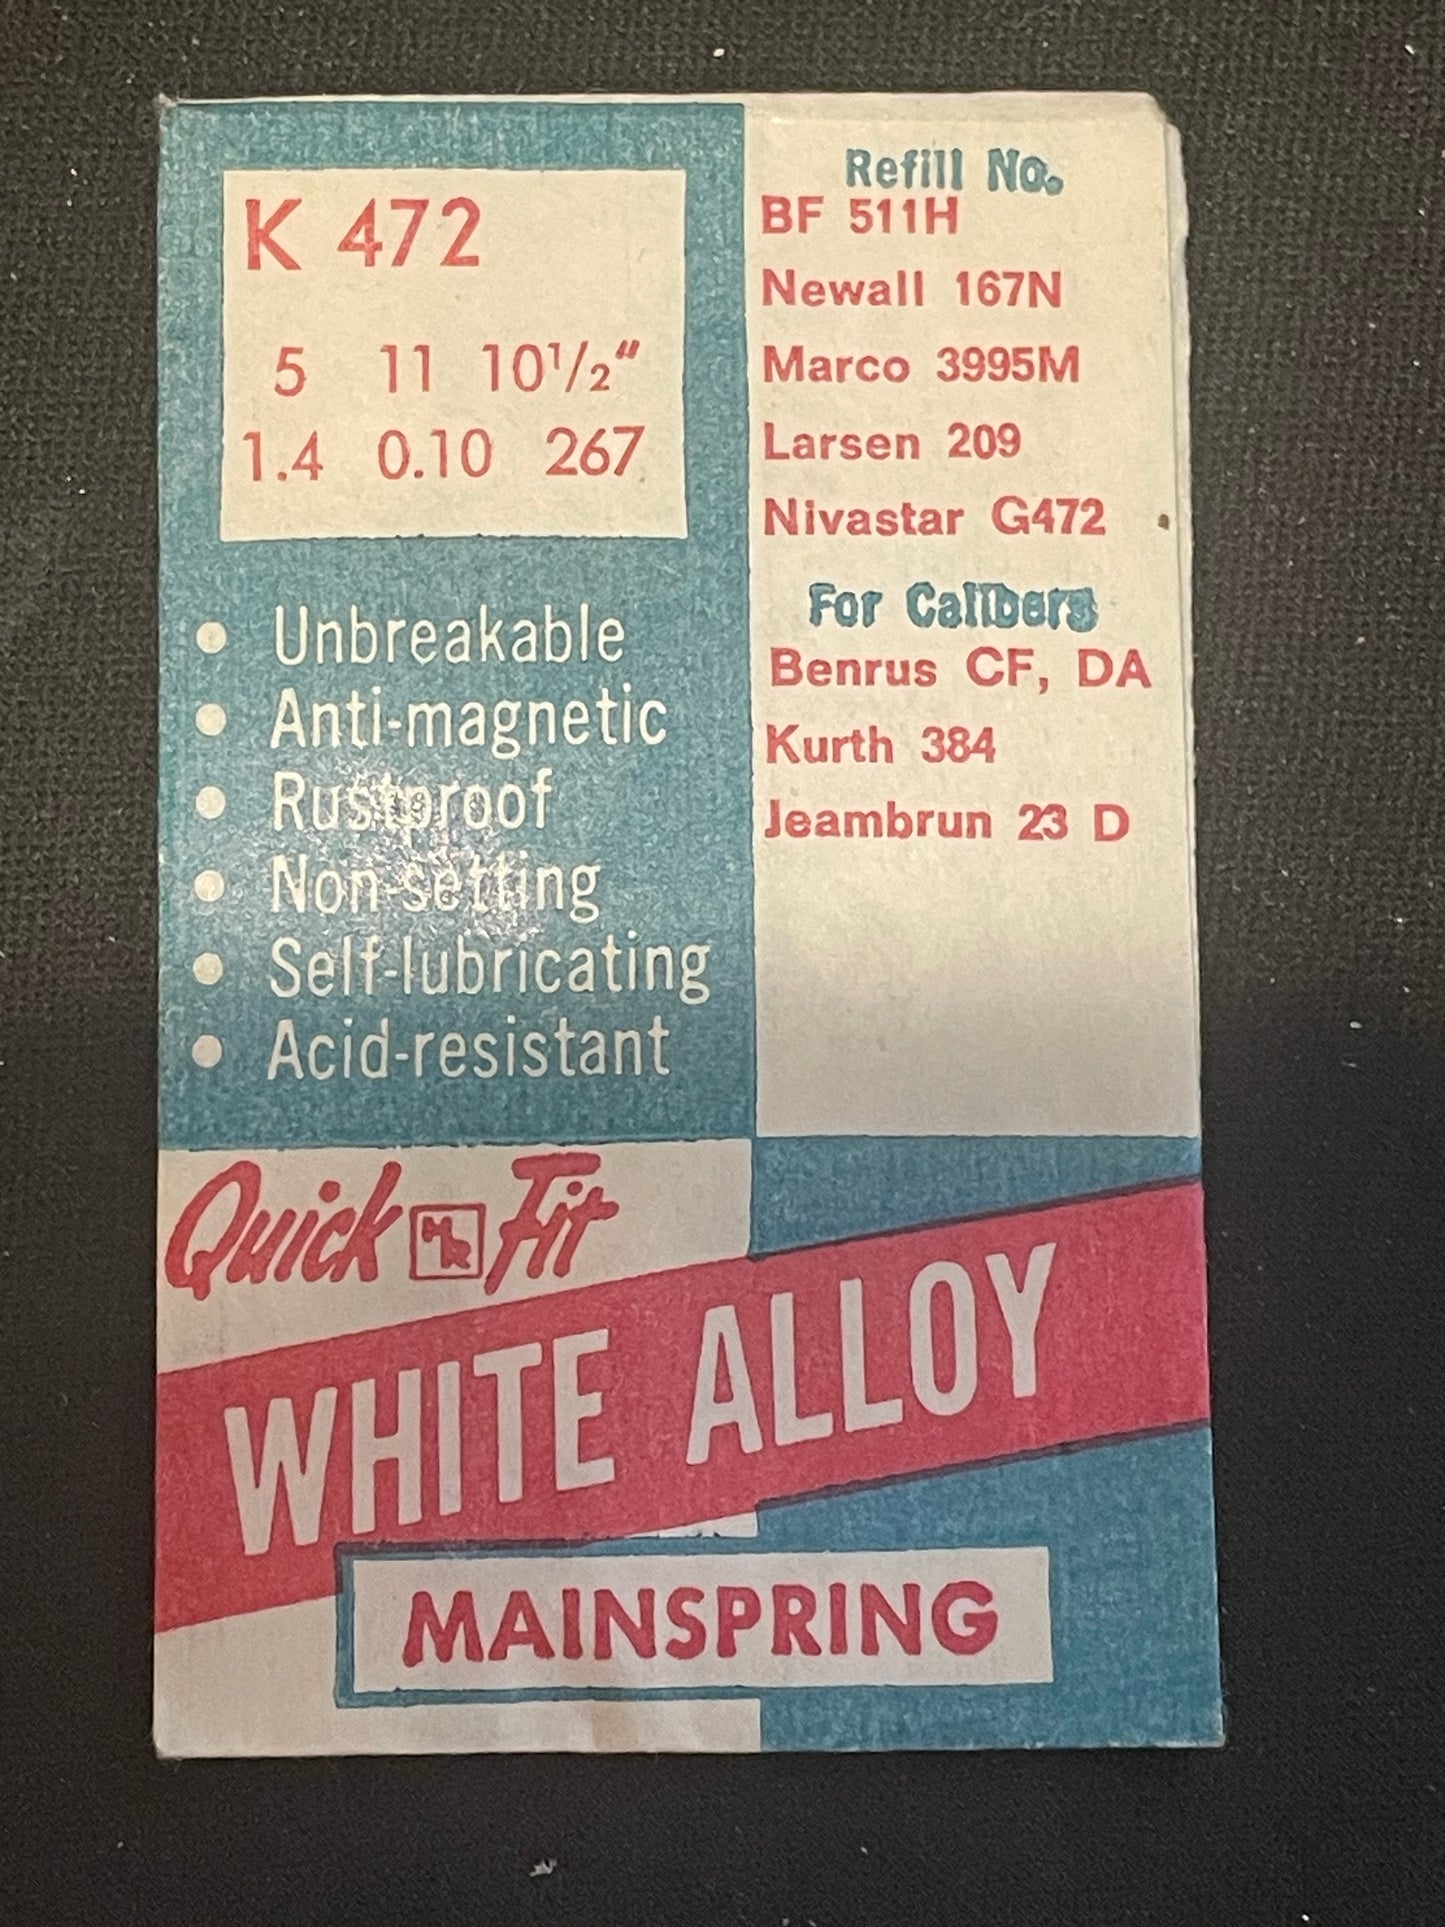 K 472
5 11 10 1/2"
1.4 0.10 267
Refill No.
BF 511H
Newall 167N
Marco 3995M
Larsen 209
Nivastar G472
For Calibers
Benrus CF, DA
Kurth 384
Jeambrun 23 D
• Unbreakable
• Anti-magnetic
• Rustproof
• Non-setting
• Self-lubricating
• Acid-resistant
Quick Fit
WHITE ALLOY
MAINSPRING